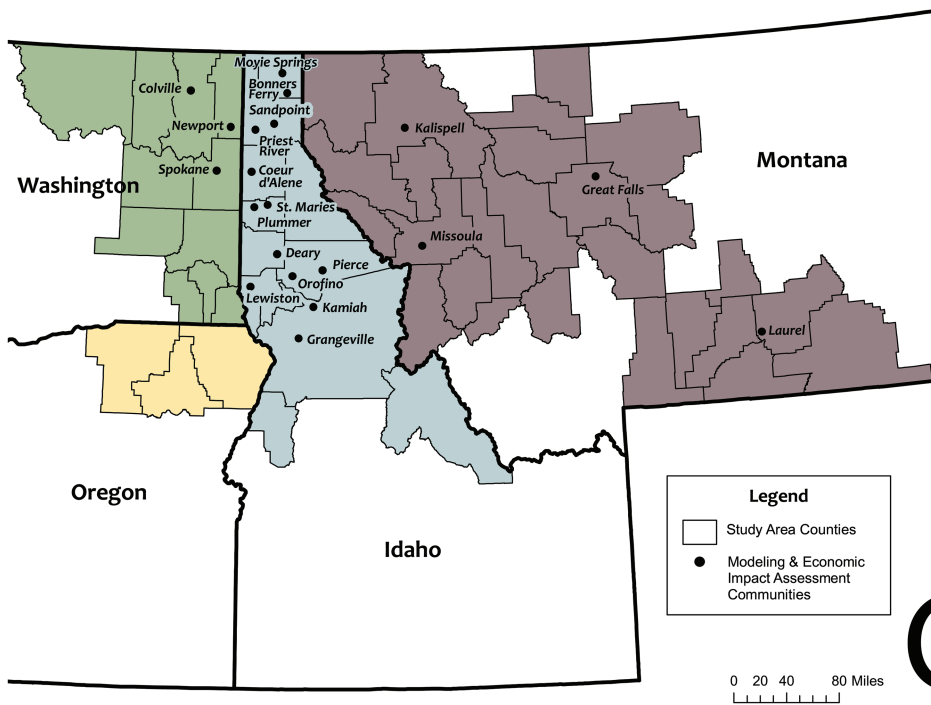 Moyie Springs
Bonners
Ferry
Colville
Sandpoint
Newport
Kalispell
Priest
River
Montana
Spokane
Coeur
d'Alene
Washington
Great Falls
St. Maries
Plummer
Missoula
Deary
Pierce
Orofino
Lewiston
Kamiah
Laurel
Grangeville
Oregon
Idaho
Legend
Study Area Counties
Modeling & Economic
Impact Assessment
Communities
0 20 40 80 Miles